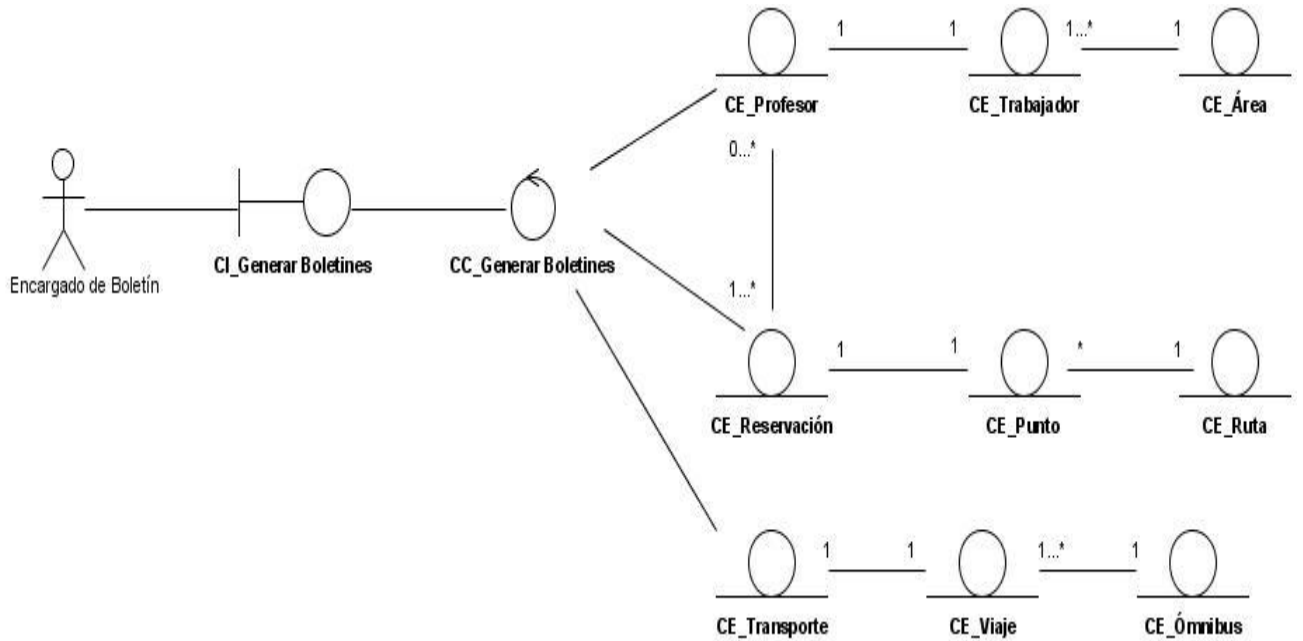 1 1 1...* 1
CE_Profesor CE_Trabajador CE_Área
0...*
CI_Generar Boletines CC_Generar Boletines
Encargado de Boletín
1...*
1 1 * 1
CE_Reservación CE_Punto CE_Ruta
1 1 1...* 1
CE_Transporte CE_Viaje CE_Ómnibus